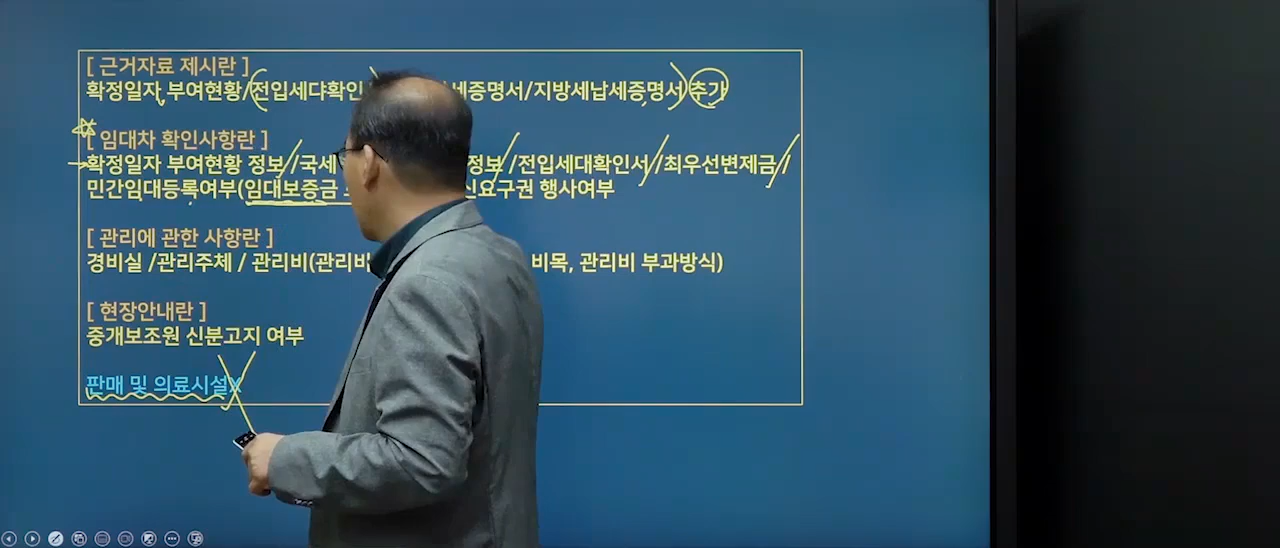 [ 근거자료 제시란 ]
확정일자 부여현황/(전입세대확인 세증명서/지방세납세증명서) 추가
[ 임대차 확인사항란 ]
확정일자 부여현황 정보/국세 정보/전입세대확인서/최우선변제금/
민간임대등록여부(임대보증금 신요구권 행사여부
[ 관리에 관한 사항란 ]
경비실 /관리주체 / 관리비(관리비 비목, 관리비 부과방식)
[ 현장안내란 ]
중개보조원 신분고지 여부
판매 및 의료시설x